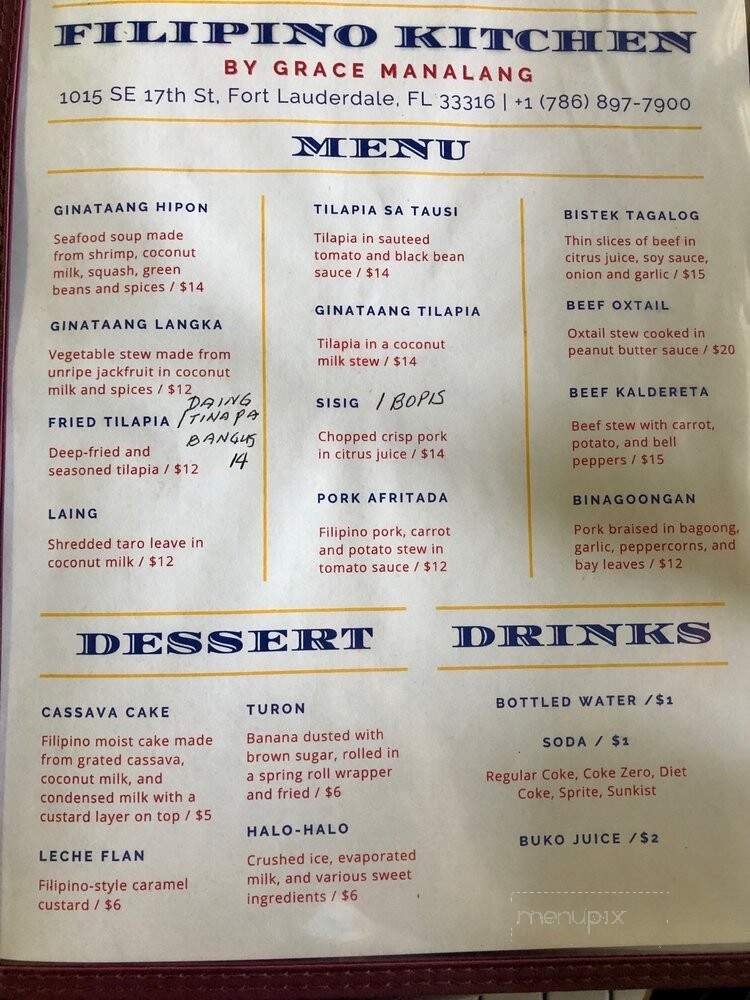 FILIPINO KITCHEN
BY GRACE MANALANG
1015 SE 17th St, Fort Lauderdale, FL 33316 | +1 (786) 897-7900
MENU
GINATAANG HIPON
Seafood soup made
from shrimp, coconut
milk, squash, green
beans and spices / $14
GINATAANG LANGKA
Vegetable stew made from
unripe jackfruit in coconut
milk and spices / $12
FRIED TILAPIA / DAING
TINAPA
BANGUS
14
Deep-fried and
seasoned tilapia / $12
LAING
Shredded taro leave in
coconut milk / $12
TILAPIA SA TAUSI
Tilapia in sauteed
tomato and black bean
sauce / $14
GINATAANG TILAPIA
Tilapia in a coconut
milk stew / $14
SISIG / BOPIS
Chopped crisp pork
in citrus juice / $14
PORK AFRITADA
Filipino pork, carrot
and potato stew in
tomato sauce / $12
BISTEK TAGALOG
Thin slices of beef in
citrus juice, soy sauce,
onion and garlic / $15
BEEF OXTAIL
Oxtail stew cooked in
peanut butter sauce / $20
BEEF KALDERETA
Beef stew with carrot,
potato, and bell
peppers / $15
BINAGOONGAN
Pork braised in bagoong,
garlic, peppercorns, and
bay leaves / $12
DESSERT
CASSAVA CAKE
Filipino moist cake made
from grated cassava,
coconut milk, and
condensed milk with a
custard layer on top / $5
LECHE FLAN
Filipino-style caramel
custard / $6
TURON
Banana dusted with
brown sugar, rolled in
a spring roll wrapper
and fried / $6
HALO-HALO
Crushed ice, evaporated
milk, and various sweet
ingredients / $6
DRINKS
BOTTLED WATER /$1
SODA / $1
Regular Coke, Coke Zero, Diet
Coke, Sprite, Sunkist
BUKO JUICE /$2
menupix